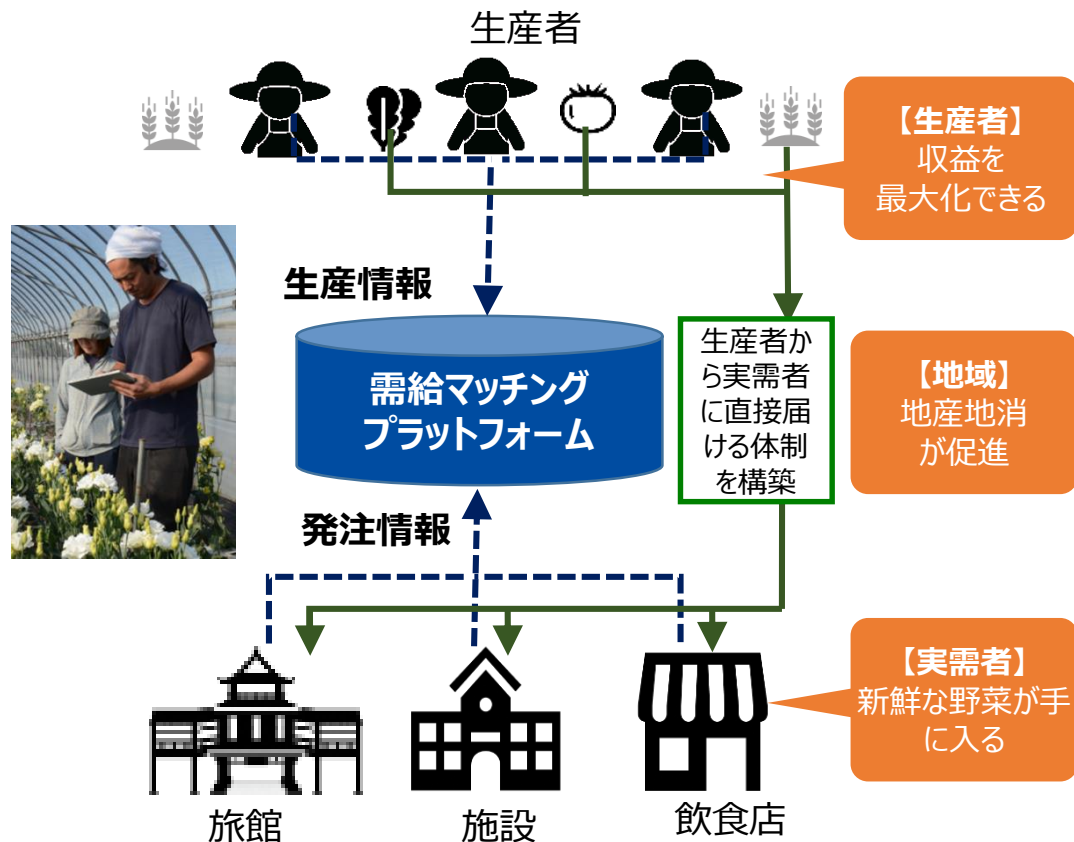 生産者
【生産者】
収益を
最大化できる
生産情報
需給マッチング
プラットフォーム
生産者か
ら実需者
に直接届
ける体制
を構築
【地域】
地産地消
が促進
発注情報
【実需者】
新鮮な野菜が手
に入る
旅館
施設
飲食店